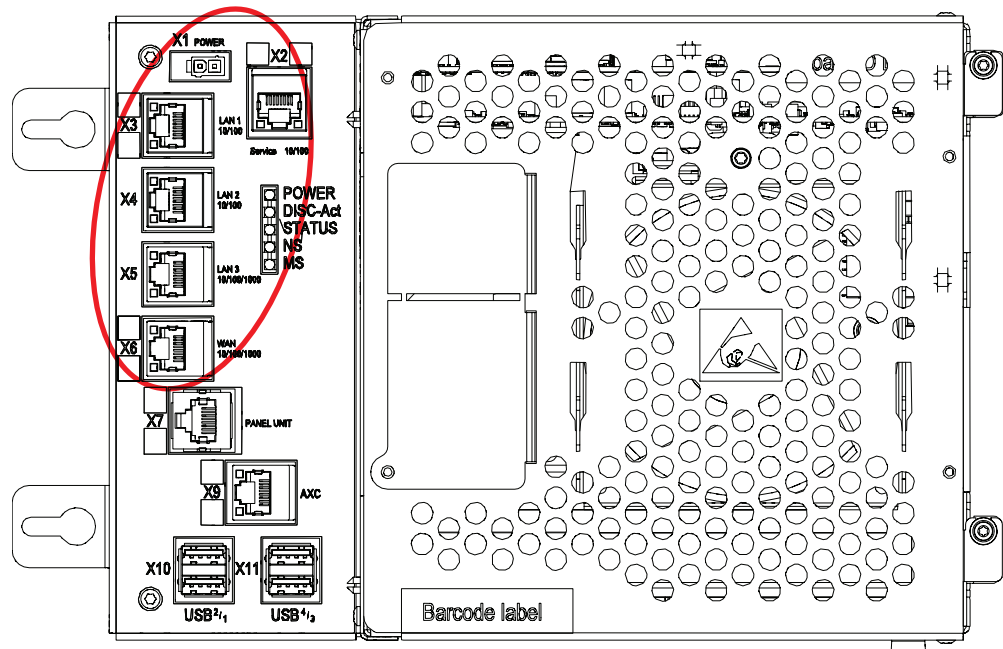 X1 POWER
X2
X3
LAN 1
10/100
Service 10/100
X4
LAN 2
10/100
POWER
DISC-Act
STATUS
NS
MS
X5
LAN 3
10/100/1000
X6
WAN
10/100/1000
X7
PANEL UNIT
X9
AXC
X10
X11
USB²/₁
USB⁴/₃
Barcode label